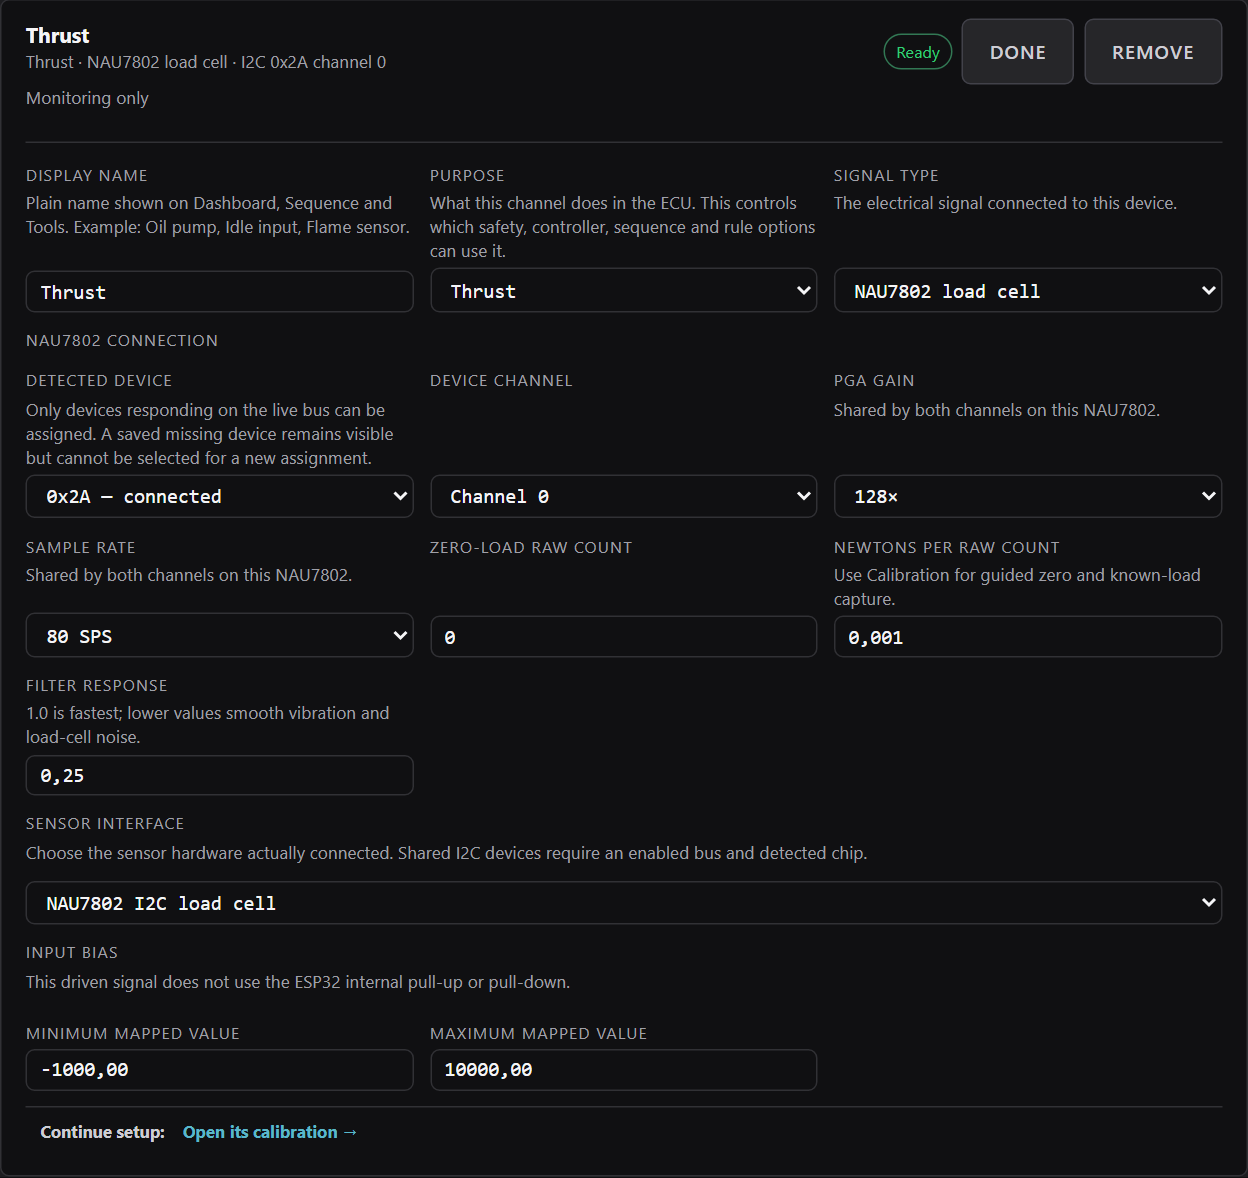 Thrust
Thrust · NAU7802 load cell · I2C 0x2A channel 0
Monitoring only
Ready
DONE
REMOVE
DISPLAY NAME
Plain name shown on Dashboard, Sequence and
Tools. Example: Oil pump, Idle input, Flame sensor.
Thrust
PURPOSE
What this channel does in the ECU. This controls
which safety, controller, sequence and rule options
can use it.
Thrust
SIGNAL TYPE
The electrical signal connected to this device.
NAU7802 load cell
NAU7802 CONNECTION
DETECTED DEVICE
Only devices responding on the live bus can be
assigned. A saved missing device remains visible
but cannot be selected for a new assignment.
0x2A — connected
DEVICE CHANNEL
Channel 0
PGA GAIN
Shared by both channels on this NAU7802.
128×
SAMPLE RATE
Shared by both channels on this NAU7802.
80 SPS
ZERO-LOAD RAW COUNT
0
NEWTONS PER RAW COUNT
Use Calibration for guided zero and known-load
capture.
0,001
FILTER RESPONSE
1.0 is fastest; lower values smooth vibration and
load-cell noise.
0,25
SENSOR INTERFACE
Choose the sensor hardware actually connected. Shared I2C devices require an enabled bus and detected chip.
NAU7802 I2C load cell
INPUT BIAS
This driven signal does not use the ESP32 internal pull-up or pull-down.
MINIMUM MAPPED VALUE
-1000,00
MAXIMUM MAPPED VALUE
10000,00
Continue setup: Open its calibration →